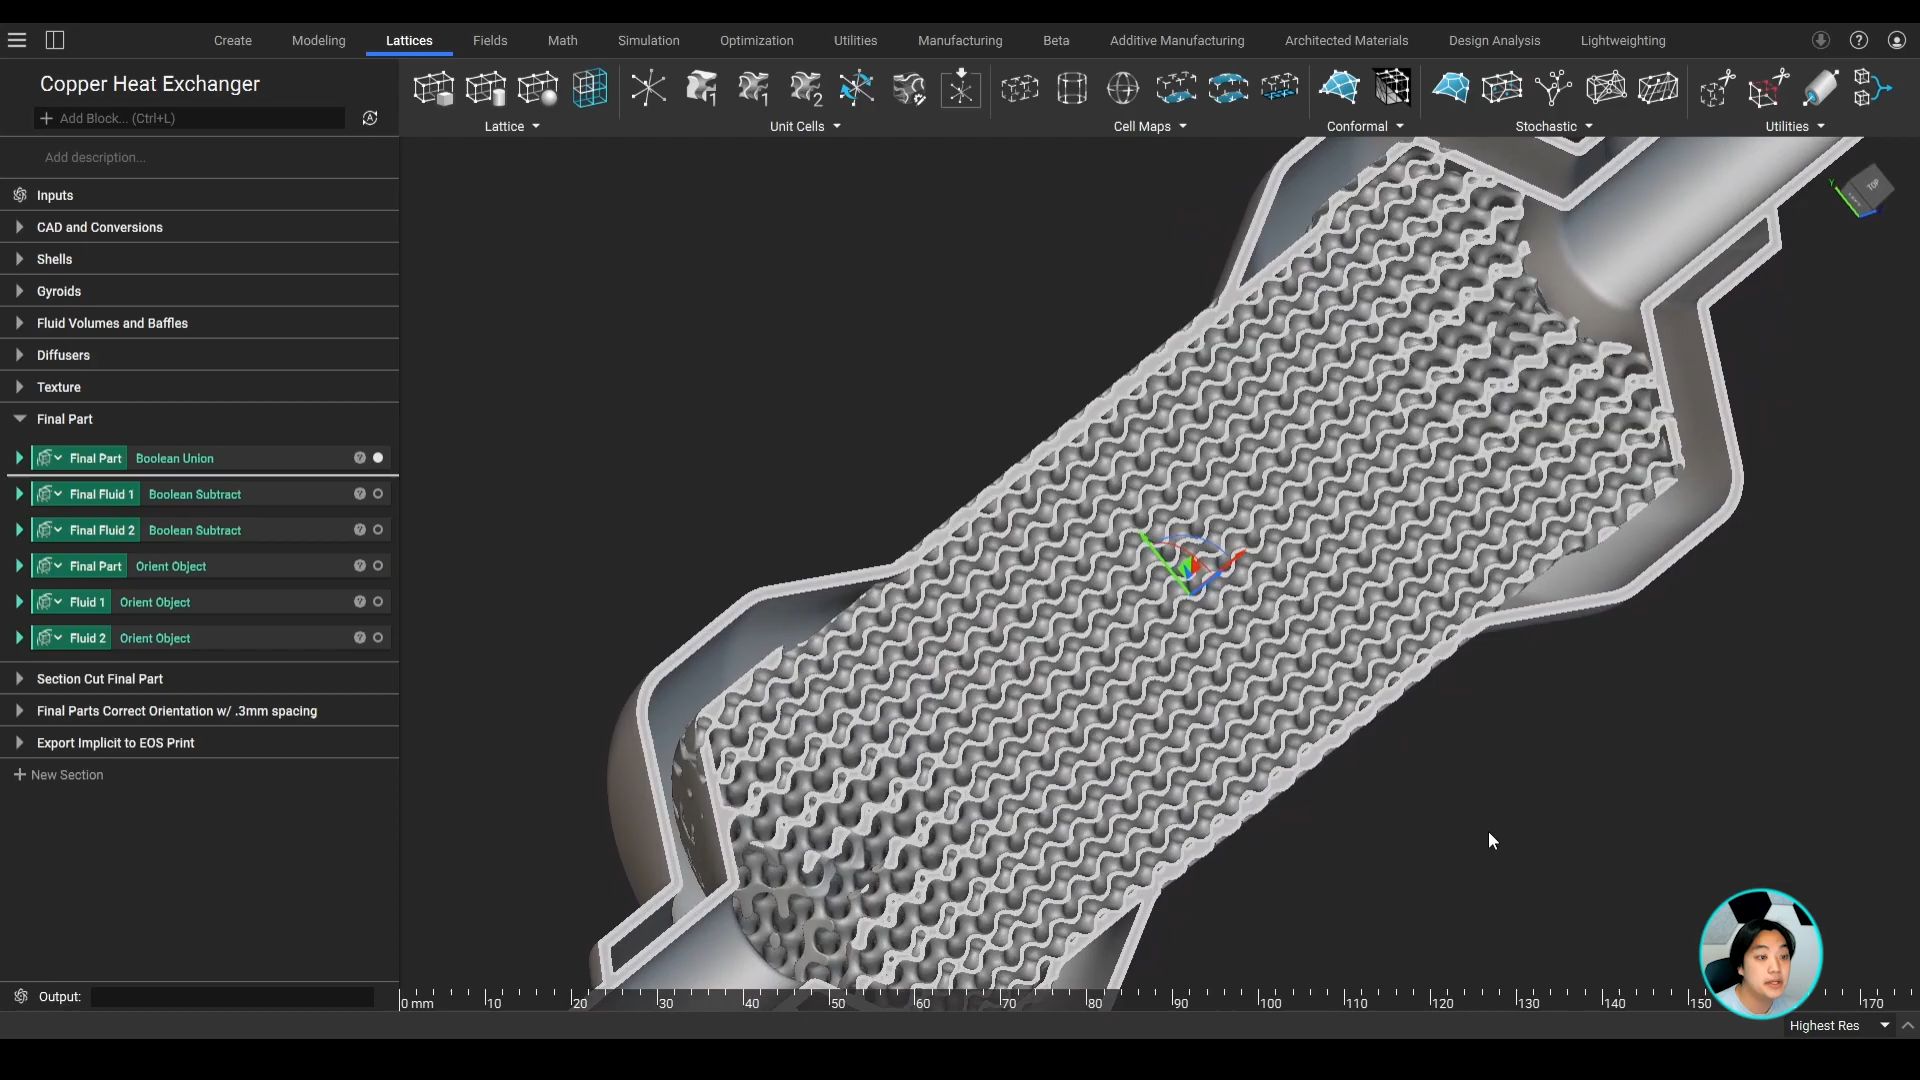 Create Modeling Lattices Fields Math Simulation Optimization Utilities Manufacturing Beta Additive Manufacturing Architected Materials Design Analysis Lightweighting
Copper Heat Exchanger
Add Block... (Ctrl+L)
1 1 2
Lattice Unit Cells Cell Maps Conformal Stochastic Utilities
Add description...
TOP
Y
Inputs
CAD and Conversions
Shells
Gyroids
Fluid Volumes and Baffles
Diffusers
Texture
Final Part
Final Part Boolean Union
Final Fluid 1 Boolean Subtract
Final Fluid 2 Boolean Subtract
Final Part Orient Object
Fluid 1 Orient Object
Fluid 2 Orient Object
Section Cut Final Part
Final Parts Correct Orientation w/ .3mm spacing
Export Implicit to EOS Print
New Section
Output:
0 mm 10 20 30 40 50 60 70 80 90 100 110 120 130 140 150 170
Highest Res